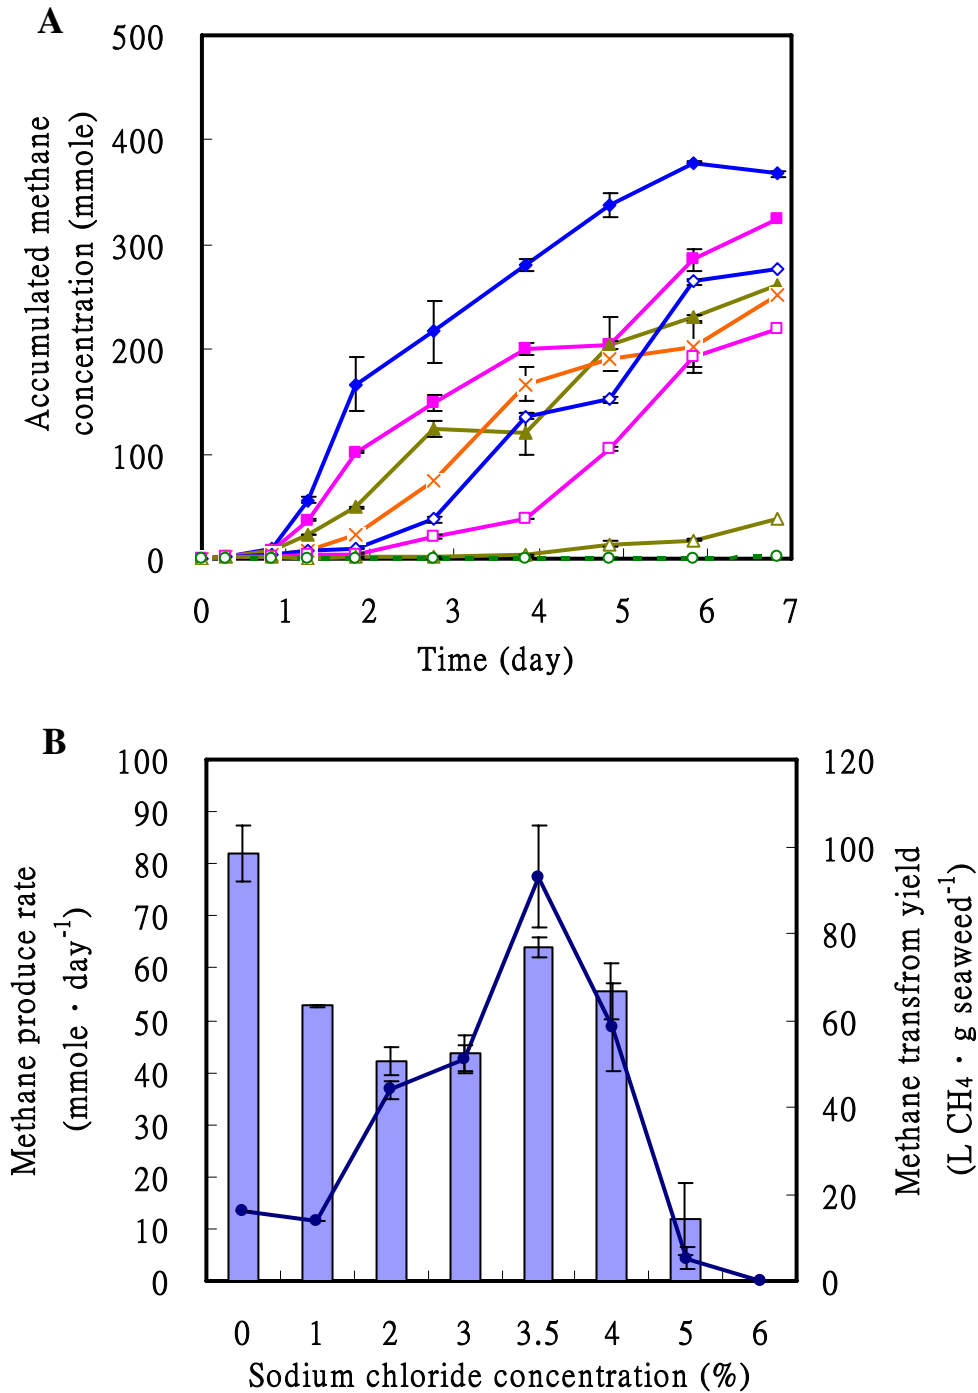 A
500
400
300
200
100
0
Accumulated methane
concentration (mmole)
0 1 2 3 4 5 6 7
Time (day)
B
100
90
80
70
60
50
40
30
20
10
0
Methane produce rate
(mmole・day⁻¹)
120
100
80
60
40
20
0
Methane transfrom yield
(L CH₄・g seaweed⁻¹)
0 1 2 3 3.5 4 5 6
Sodium chloride concentration (%)